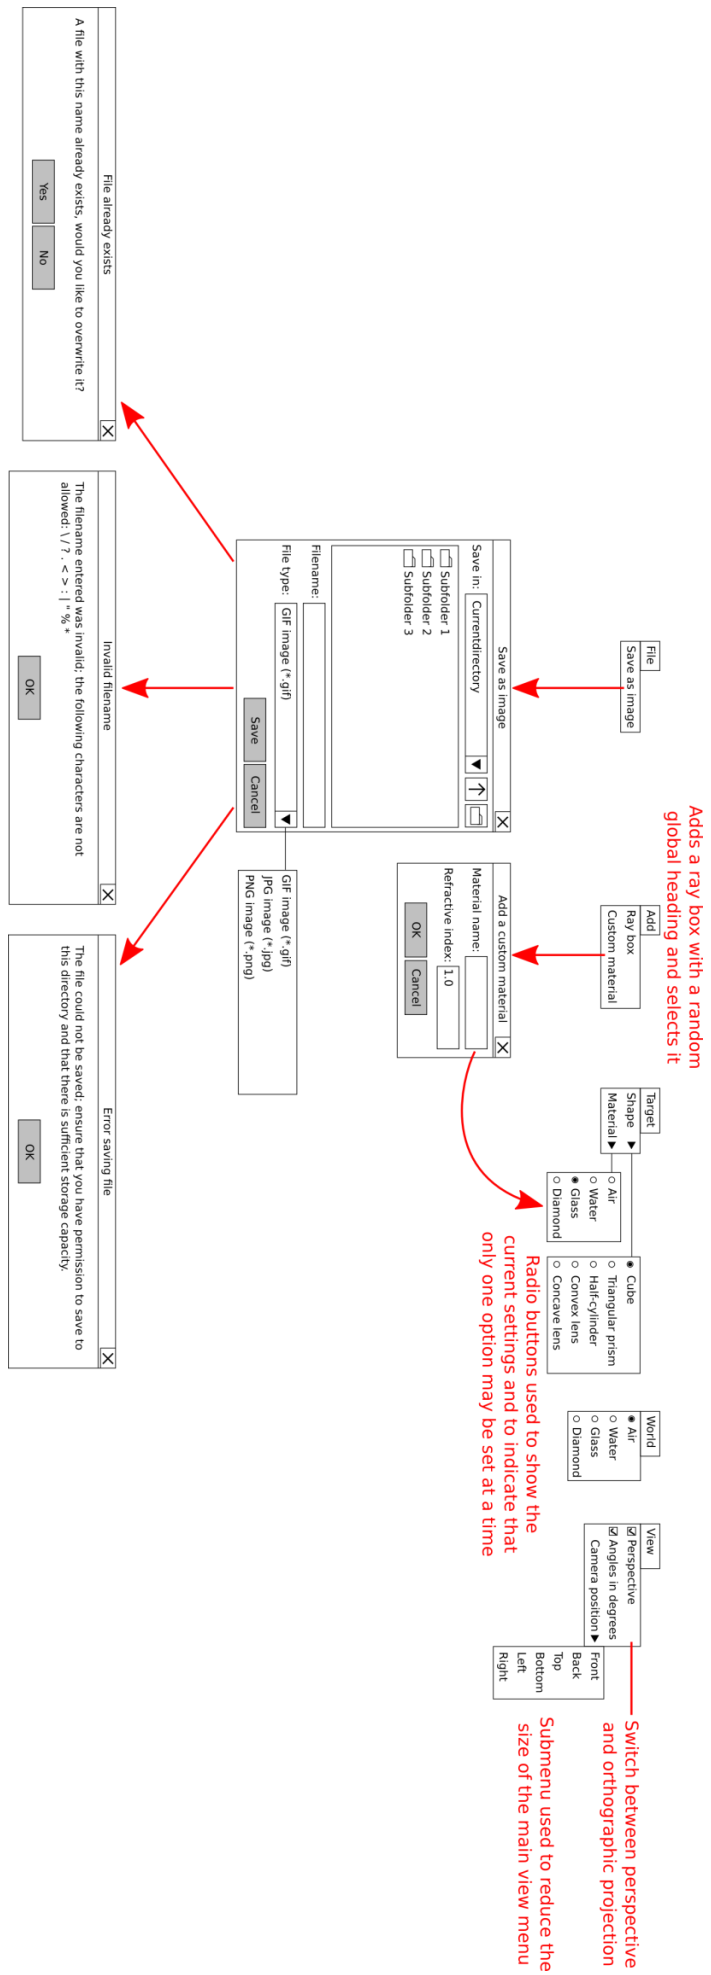 Adds a ray box with a random
global heading and selects it
File
Save as image
Add
Ray box
Custom material
Target
Shape
Material
Air
Water
Glass
Diamond
Cube
Triangular prism
Half-cylinder
Convex lens
Concave lens
World
Air
Water
Glass
Diamond
View
Perspective
Angles in degrees
Camera position
Front
Back
Top
Bottom
Left
Right
Switch between perspective
and orthographic projection
Submenu used to reduce the
size of the main view menu
Radio buttons used to show the
current settings and to indicate that
only one option may be set at a time
Save as image
Save in: Currentdirectory
Subfolder 1
Subfolder 2
Subfolder 3
Filename:
File type: GIF image (*.gif)
Save Cancel
GIF image (*.gif)
JPG image (*.jpg)
PNG image (*.png)
Add a custom material
Material name:
Refractive index: 1.0
OK Cancel
File already exists
A file with this name already exists, would you like to overwrite it?
Yes No
Invalid filename
The filename entered was invalid; the following characters are not
allowed: \ / ? . < > : | " % *
OK
Error saving file
The file could not be saved; ensure that you have permission to save to
this directory and that there is sufficient storage capacity.
OK